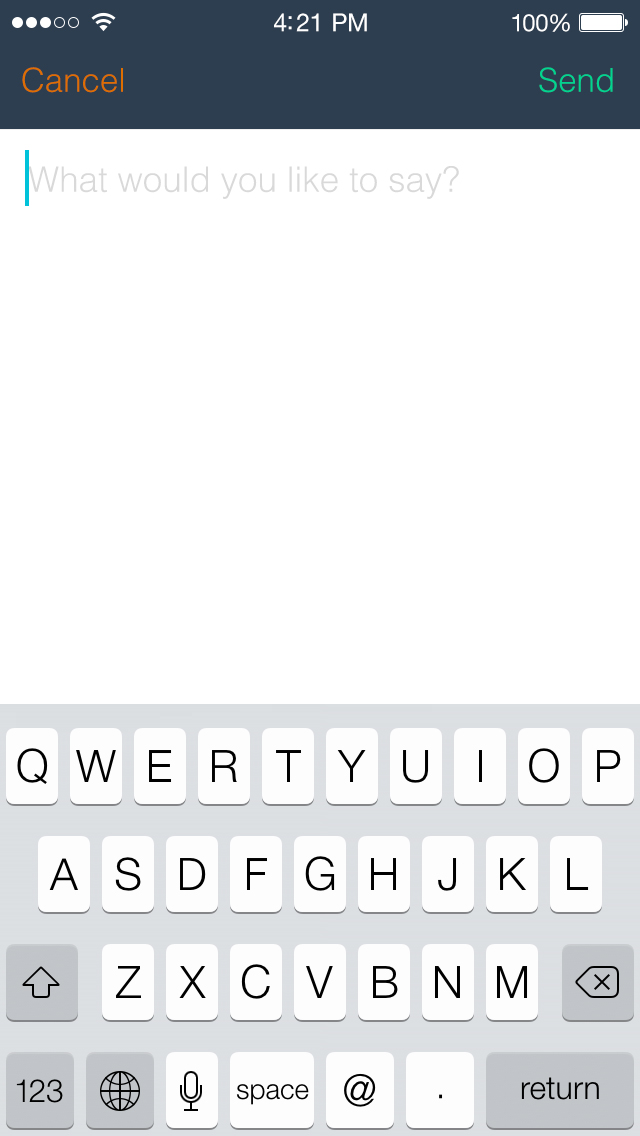 4:21 PM 100%
Cancel Send
What would you like to say?
Q W E R T Y U I O P
A S D F G H J K L
Z X C V B N M
123 space @ . return